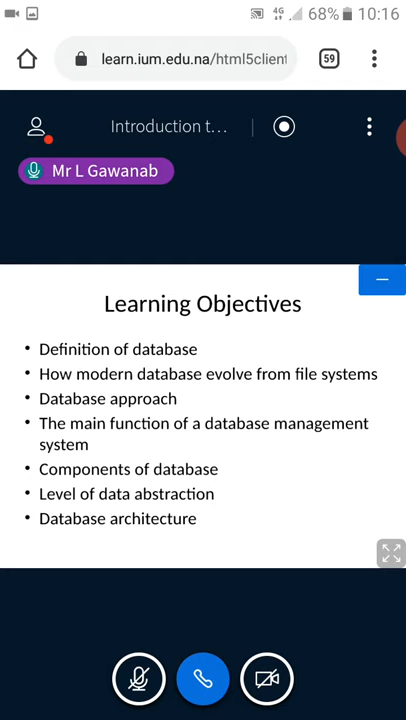 4G 68% 10:16
learn.ium.edu.na/html5client 59
Introduction t...
Mr L Gawanab
Learning Objectives
• Definition of database
• How modern database evolve from file systems
• Database approach
• The main function of a database management
system
• Components of database
• Level of data abstraction
• Database architecture